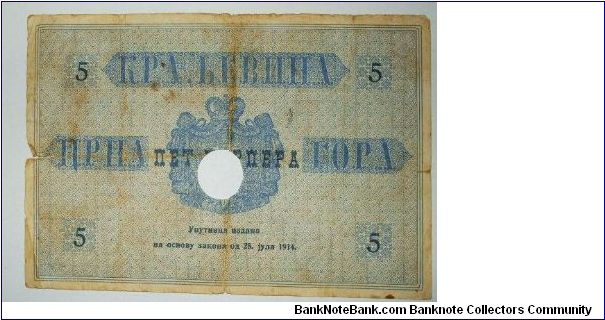 5 КРАЉЕВИНА 5
ЦРНА ПЕТ ПЕРПЕРА ГОРА
Упутница издана
5 на основу закона од 25. јула 1914. 5
BankNoteBank.com Banknote Collectors Community